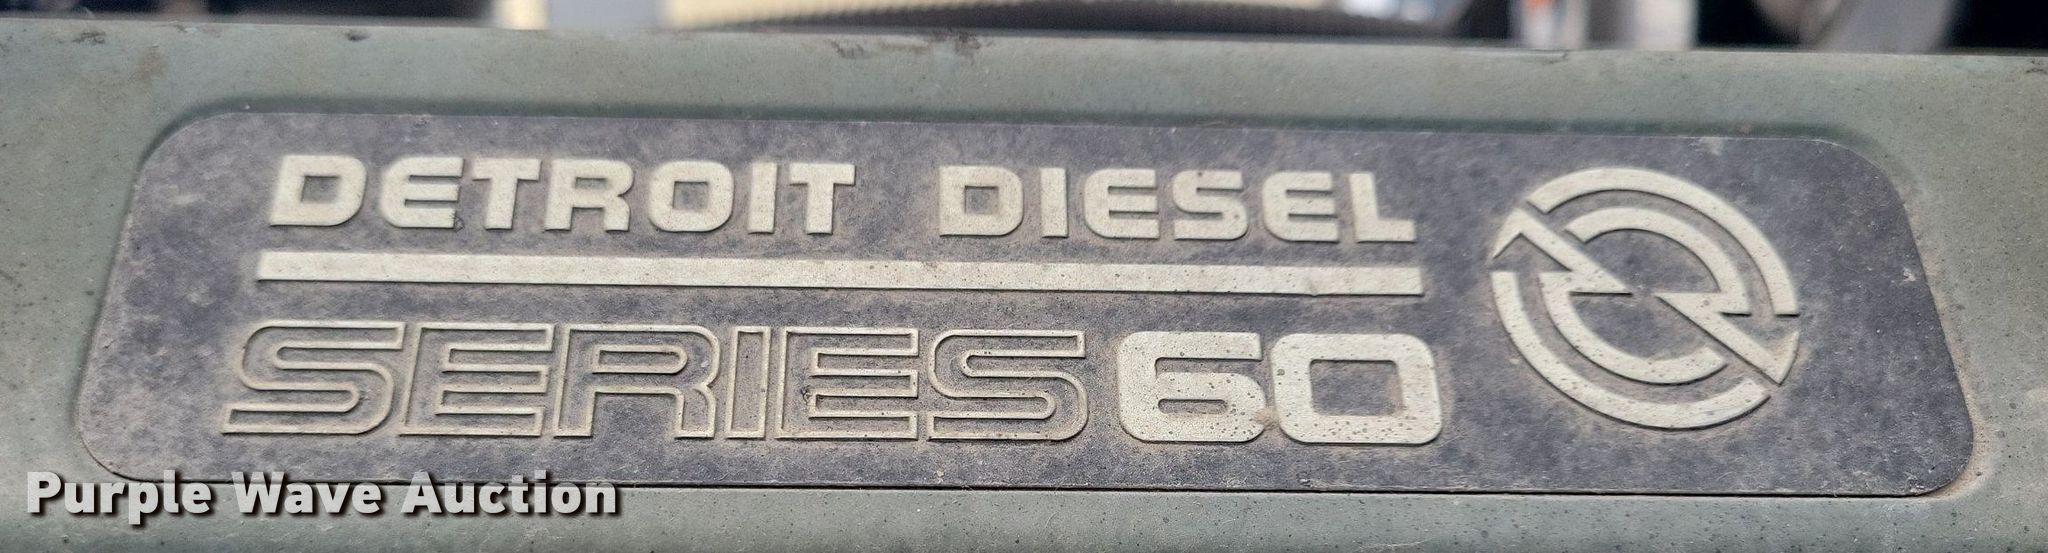 DETROIT DIESEL
SERIES 60
Purple Wave Auction